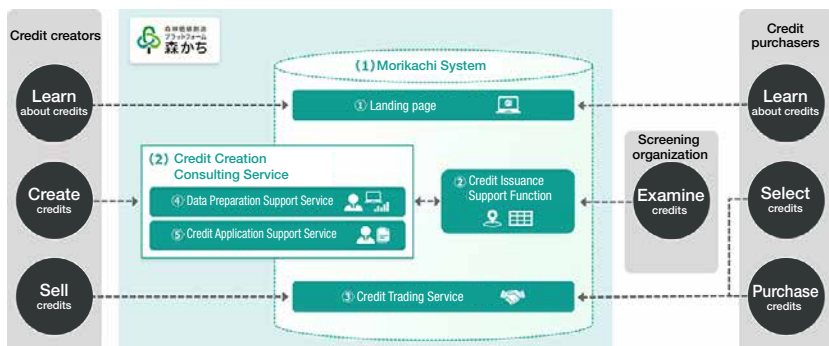 Credit creators
Learn
about credits
Create
credits
Sell
credits
森林価値創造
プラットフォーム
森かち
(1) Morikachi System
① Landing page
(2) Credit Creation
Consulting Service
④ Data Preparation Support Service
⑤ Credit Application Support Service
② Credit Issuance
Support Function
③ Credit Trading Service
Screening
organization
Examine
credits
Credit
purchasers
Learn
about credits
Select
credits
Purchase
credits